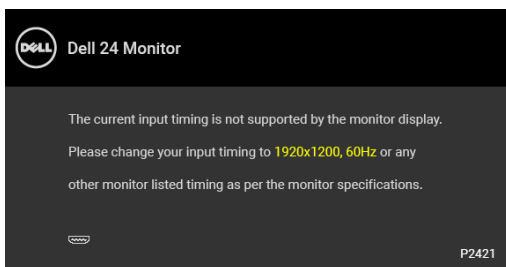 DELL
Dell 24 Monitor
The current input timing is not supported by the monitor display.
Please change your input timing to 1920x1200, 60Hz or any
other monitor listed timing as per the monitor specifications.
P2421